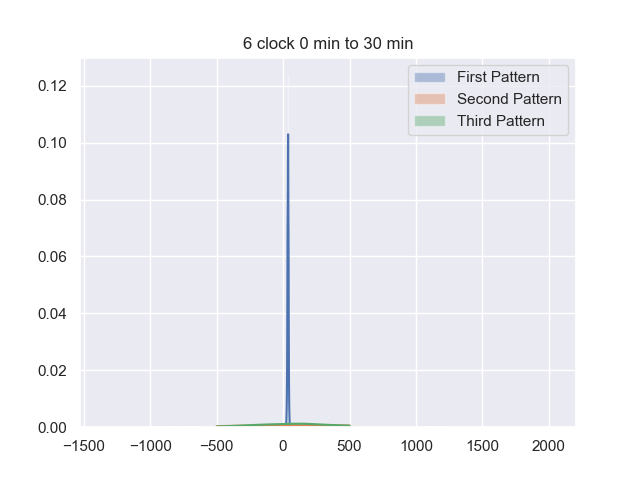 6 clock 0 min to 30 min
First Pattern
Second Pattern
Third Pattern
0.12
0.10
0.08
0.06
0.04
0.02
0.00
−1500 −1000 −500 0 500 1000 1500 2000